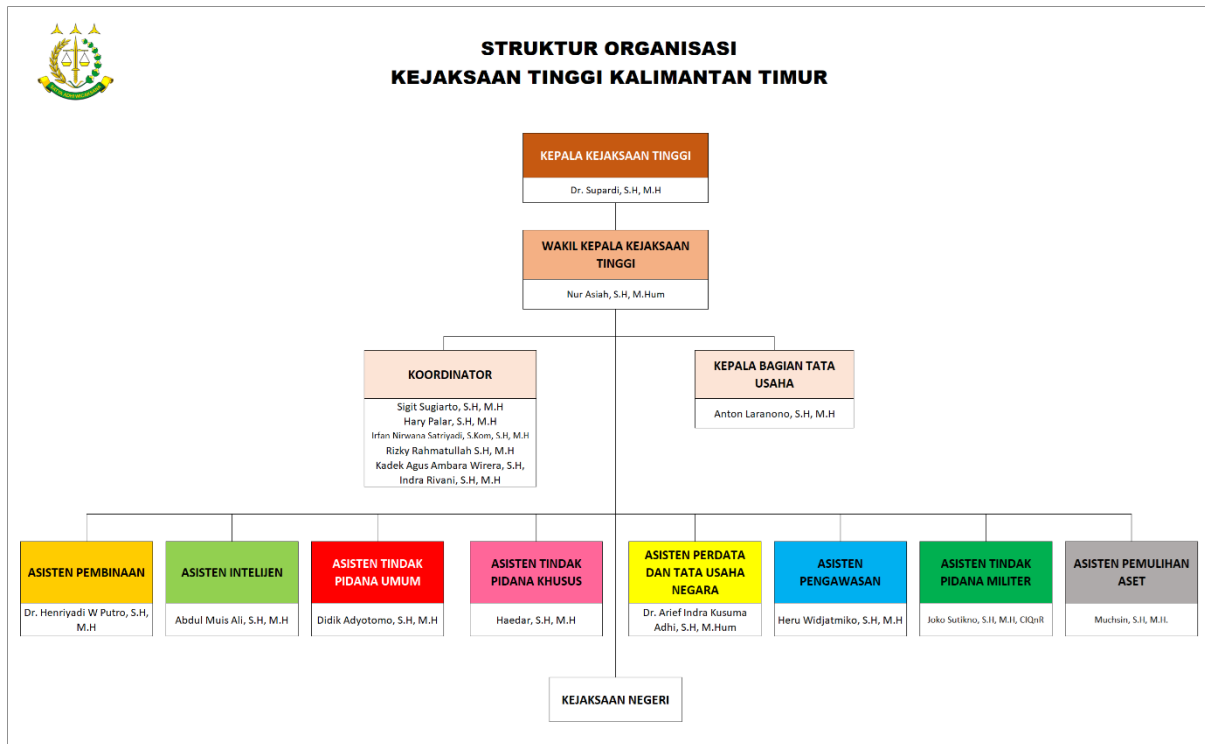 STRUKTUR ORGANISASI
KEJAKSAAN TINGGI KALIMANTAN TIMUR
KEPALA KEJAKSAAN TINGGI
Dr. Supardi, S.H, M.H
WAKIL KEPALA KEJAKSAAN
TINGGI
Nur Asiah, S.H, M.Hum
KOORDINATOR
Sigit Sugiarto, S.H, M.H
Hary Palar, S.H, M.H
Irfan Nirwana Satriyadi, S.Kom, S.H, M.H
Rizky Rahmatullah S.H, M.H
Kadek Agus Ambara Wirera, S.H,
Indra Rivani, S.H, M.H
KEPALA BAGIAN TATA
USAHA
Anton Laranono, S.H, M.H
ASISTEN PEMBINAAN
Dr. Henriyadi W Putro, S.H,
M.H
ASISTEN INTELIJEN
Abdul Muis Ali, S.H, M.H
ASISTEN TINDAK
PIDANA UMUM
Didik Adyotomo, S.H, M.H
ASISTEN TINDAK
PIDANA KHUSUS
Haedar, S.H, M.H
ASISTEN PERDATA
DAN TATA USAHA
NEGARA
Dr. Arief Indra Kusuma
Adhi, S.H, M.Hum
ASISTEN
PENGAWASAN
Heru Widjatmiko, S.H, M.H
ASISTEN TINDAK
PIDANA MILITER
Joko Sutikno, S.H, M.H, CIQnR
ASISTEN PEMULIHAN
ASET
Muchsin, S.H, M.H.
KEJAKSAAN NEGERI